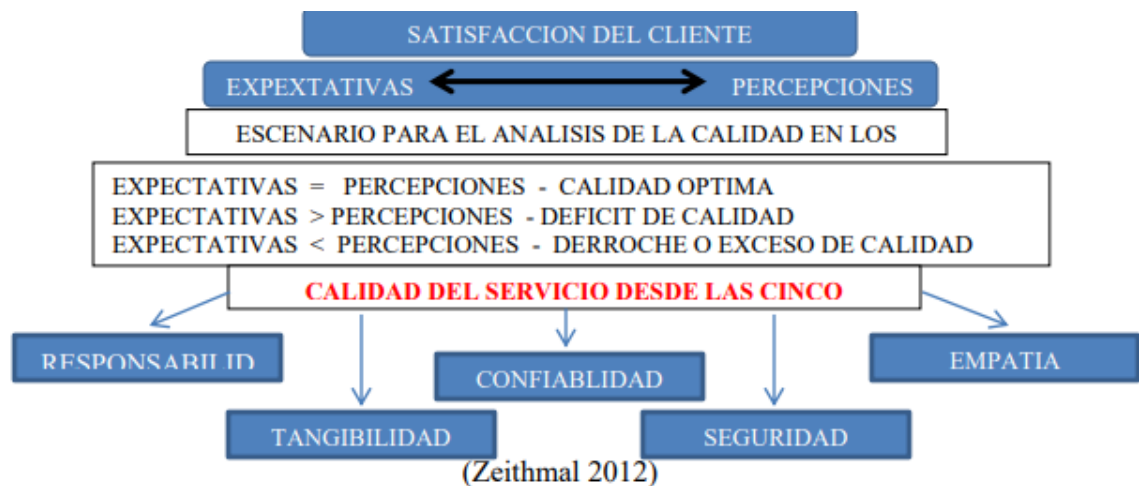 SATISFACCION DEL CLIENTE
EXPEXTATIVAS PERCEPCIONES
ESCENARIO PARA EL ANALISIS DE LA CALIDAD EN LOS
EXPECTATIVAS = PERCEPCIONES - CALIDAD OPTIMA
EXPECTATIVAS > PERCEPCIONES - DEFICIT DE CALIDAD
EXPECTATIVAS < PERCEPCIONES - DERROCHE O EXCESO DE CALIDAD
CALIDAD DEL SERVICIO DESDE LAS CINCO
RESPONSABILID
CONFIABLIDAD
EMPATIA
TANGIBILIDAD
SEGURIDAD
(Zeithmal 2012)